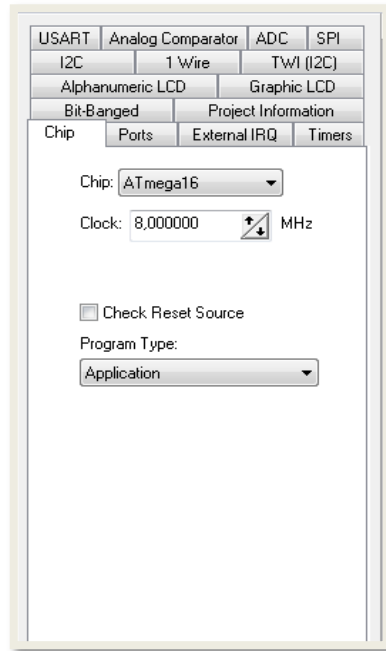 USART Analog Comparator ADC SPI
I2C 1 Wire TWI (I2C)
Alphanumeric LCD Graphic LCD
Bit-Banged Project Information
Chip Ports External IRQ Timers
Chip: ATmega16
Clock: 8,000000 MHz
Check Reset Source
Program Type:
Application